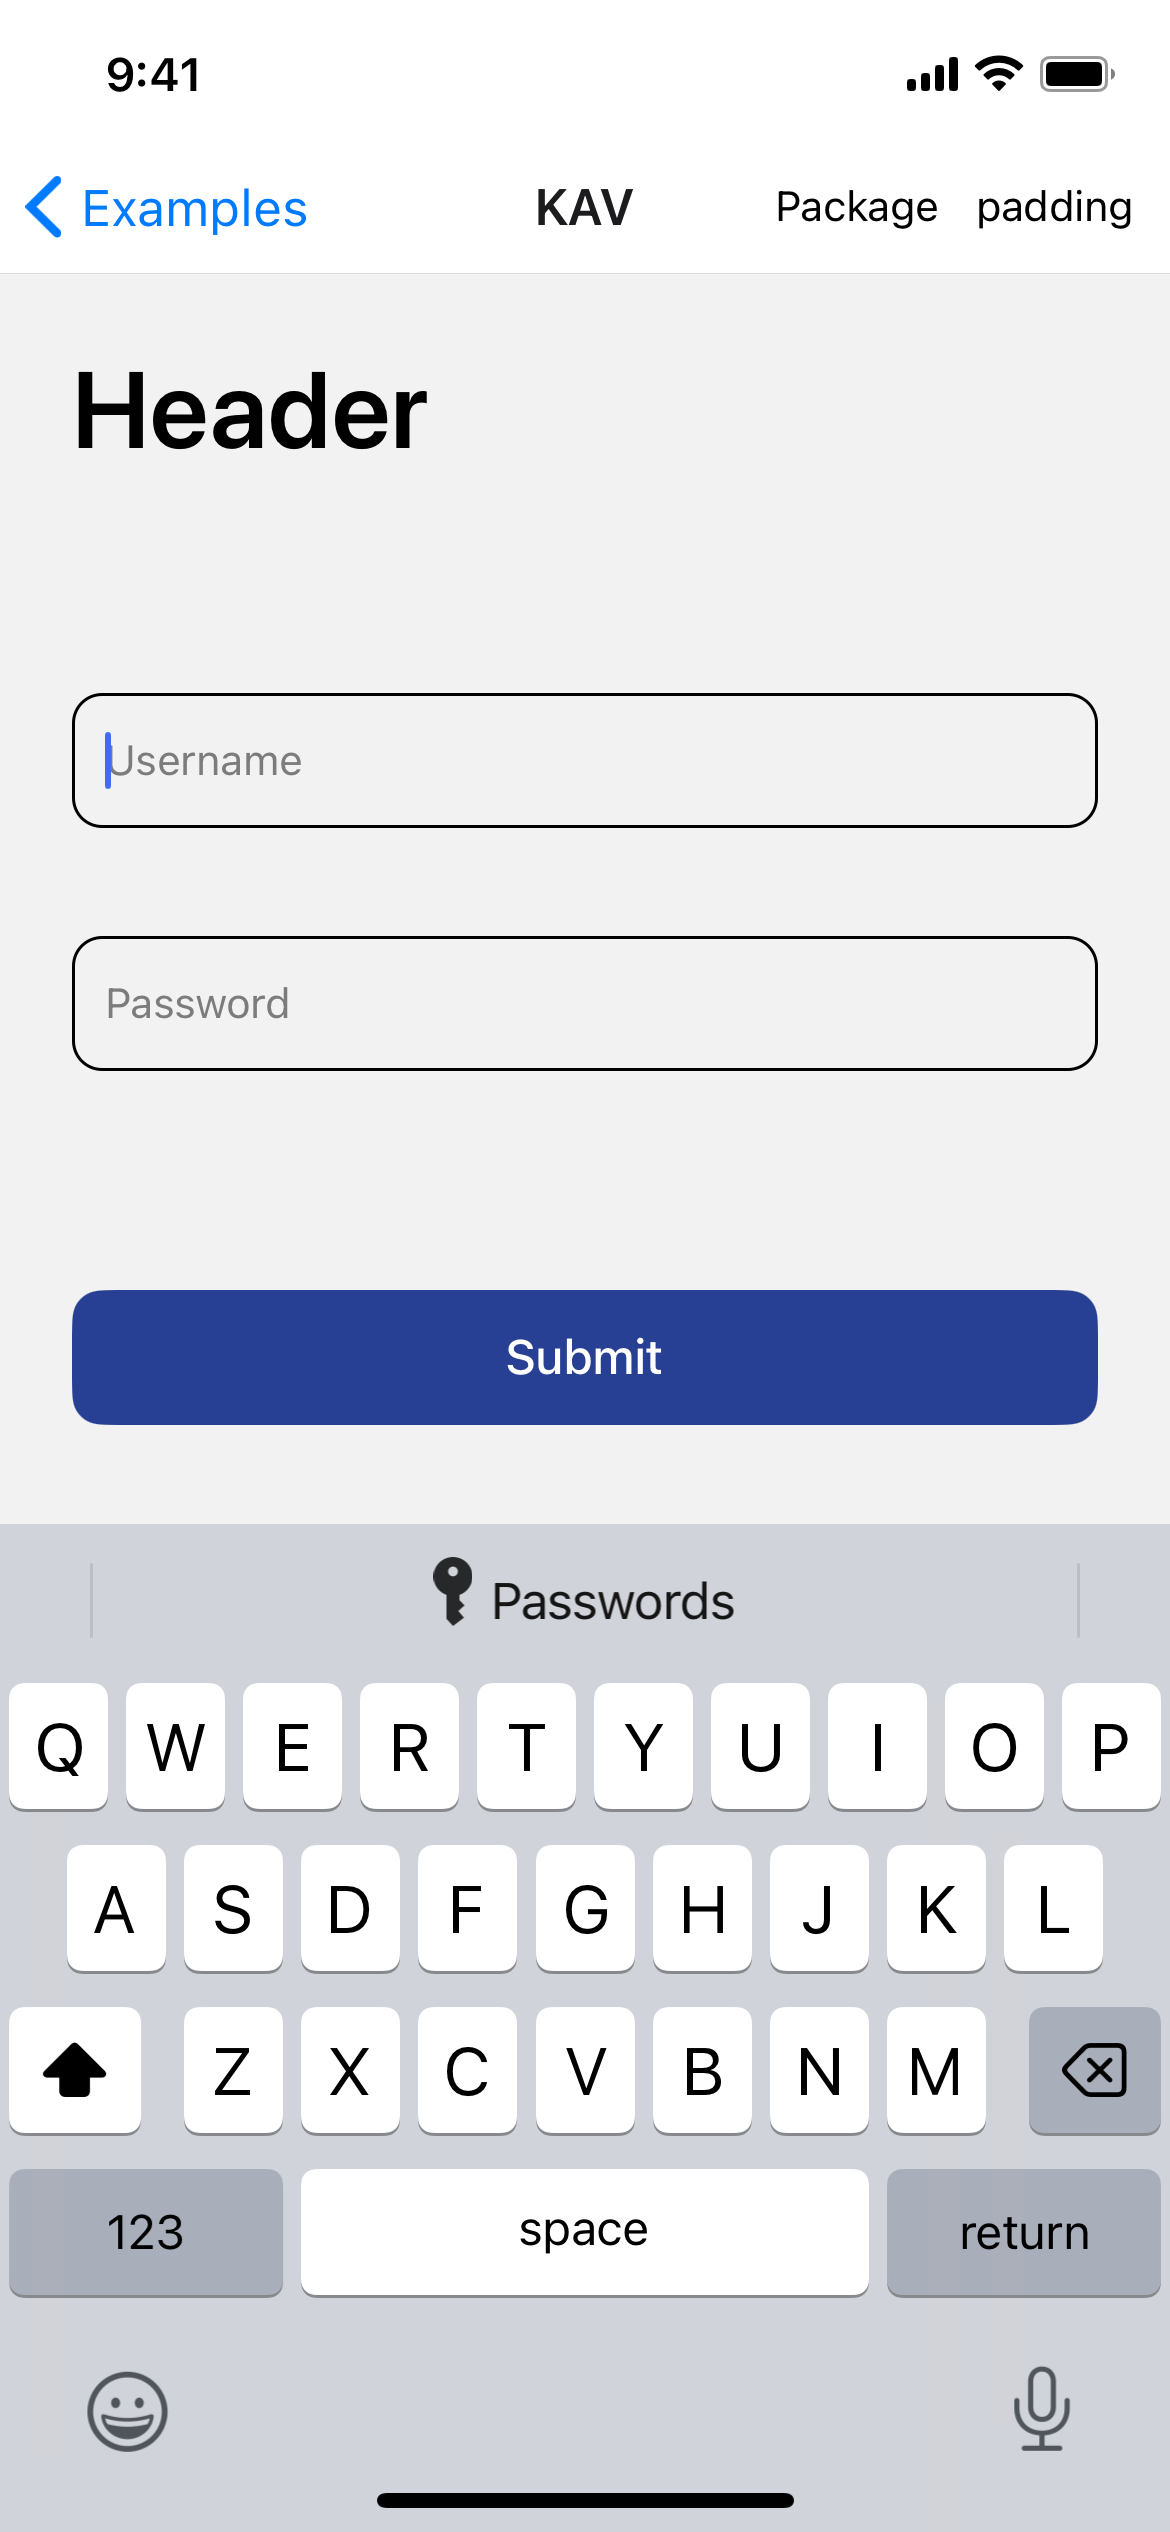 9:41
Examples KAV Package padding
Header
Username
Password
Submit
Passwords
Q W E R T Y U I O P
A S D F G H J K L
Z X C V B N M
123 space return